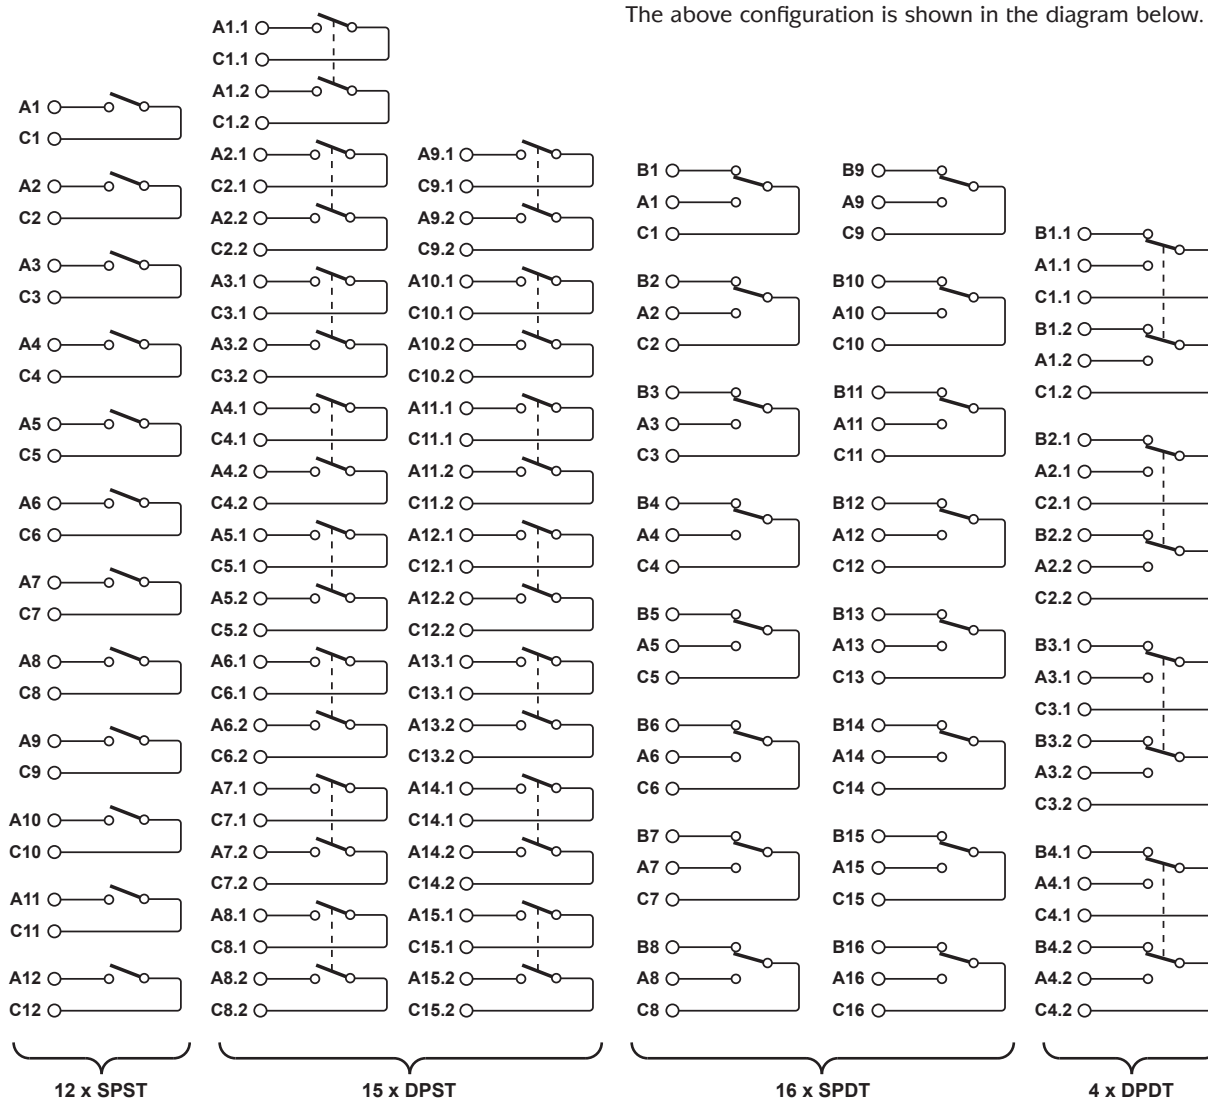 The above configuration is shown in the diagram below.
A1
C1
A2
C2
A3
C3
A4
C4
A5
C5
A6
C6
A7
C7
A8
C8
A9
C9
A10
C10
A11
C11
A12
C12
12 x SPST
A1.1
C1.1
A1.2
C1.2
A2.1
C2.1
A2.2
C2.2
A3.1
C3.1
A3.2
C3.2
A4.1
C4.1
A4.2
C4.2
A5.1
C5.1
A5.2
C5.2
A6.1
C6.1
A6.2
C6.2
A7.1
C7.1
A7.2
C7.2
A8.1
C8.1
A8.2
C8.2
A9.1
C9.1
A9.2
C9.2
A10.1
C10.1
A10.2
C10.2
A11.1
C11.1
A11.2
C11.2
A12.1
C12.1
A12.2
C12.2
A13.1
C13.1
A13.2
C13.2
A14.1
C14.1
A14.2
C14.2
A15.1
C15.1
A15.2
C15.2
15 x DPST
B1
A1
C1
B2
A2
C2
B3
A3
C3
B4
A4
C4
B5
A5
C5
B6
A6
C6
B7
A7
C7
B8
A8
C8
B9
A9
C9
B10
A10
C10
B11
A11
C11
B12
A12
C12
B13
A13
C13
B14
A14
C14
B15
A15
C15
B16
A16
C16
16 x SPDT
B1.1
A1.1
C1.1
B1.2
A1.2
C1.2
B2.1
A2.1
C2.1
B2.2
A2.2
C2.2
B3.1
A3.1
C3.1
B3.2
A3.2
C3.2
B4.1
A4.1
C4.1
B4.2
A4.2
C4.2
4 x DPDT